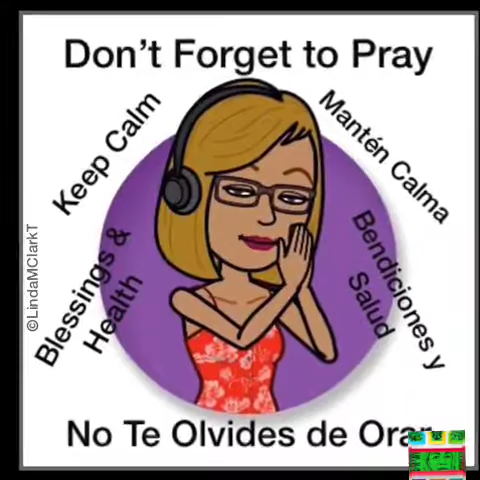 Don't Forget to Pray
Keep Calm
Mantén Calma
Blessings &
Health
Bendiciones y
Salud
©LindaMClarkT
No Te Olvides de Orar